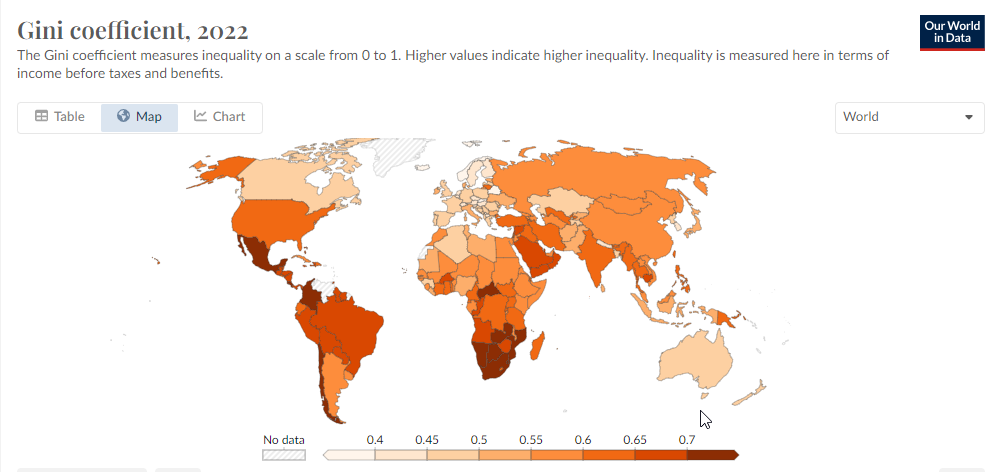 Gini coefficient, 2022
Our World
in Data
The Gini coefficient measures inequality on a scale from 0 to 1. Higher values indicate higher inequality. Inequality is measured here in terms of
income before taxes and benefits.
Table
Map
Chart
World
No data
0.4
0.45
0.5
0.55
0.6
0.65
0.7